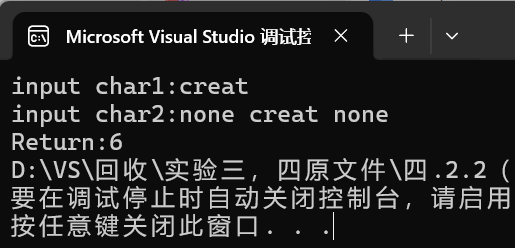 Microsoft Visual Studio 调试控
input char1:creat
input char2:none creat none
Return:6
D:\VS\回收\实验三，四原文件\四.2.2（
要在调试停止时自动关闭控制台，请启用
按任意键关闭此窗口. . .